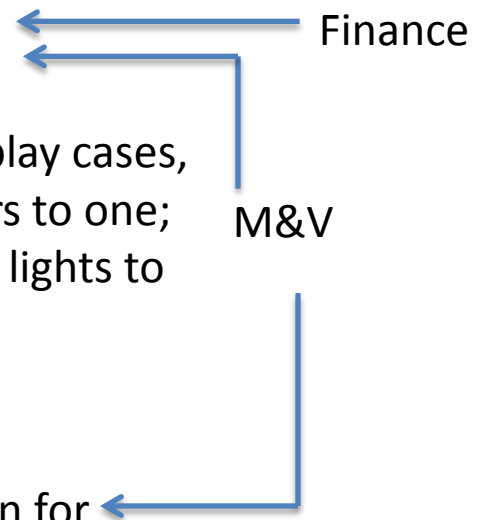 Finance
play cases,
rs to one;
M&V
lights to
n for